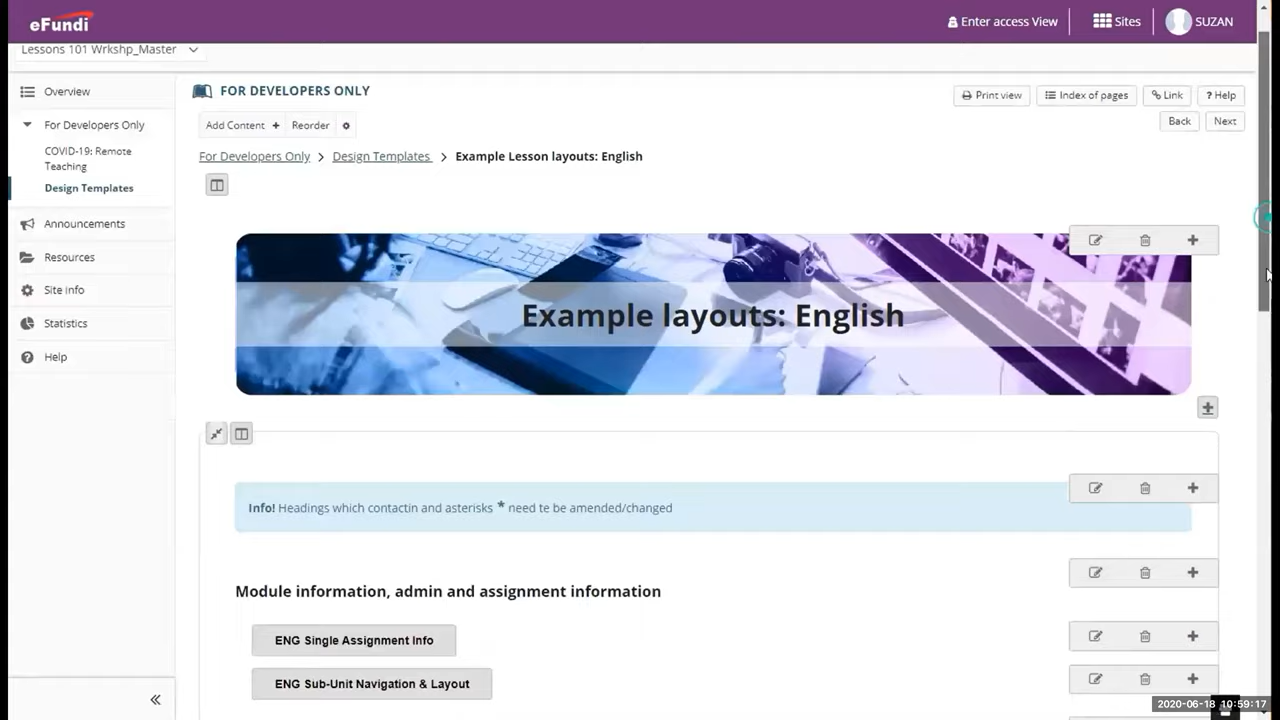 eFundi
Enter access View
Sites
SUZAN
Lessons 101 Wrkshp_Master
Overview
For Developers Only
COVID-19: Remote
Teaching
Design Templates
Announcements
Resources
Site info
Statistics
Help
FOR DEVELOPERS ONLY
Print view
Index of pages
Link
? Help
Add Content +
Reorder
Back
Next
For Developers Only > Design Templates > Example Lesson layouts: English
Example layouts: English
Info! Headings which contactin and asterisks * need te be amended/changed
Module information, admin and assignment information
ENG Single Assignment Info
ENG Sub-Unit Navigation & Layout
2020-06-18 10:59:17